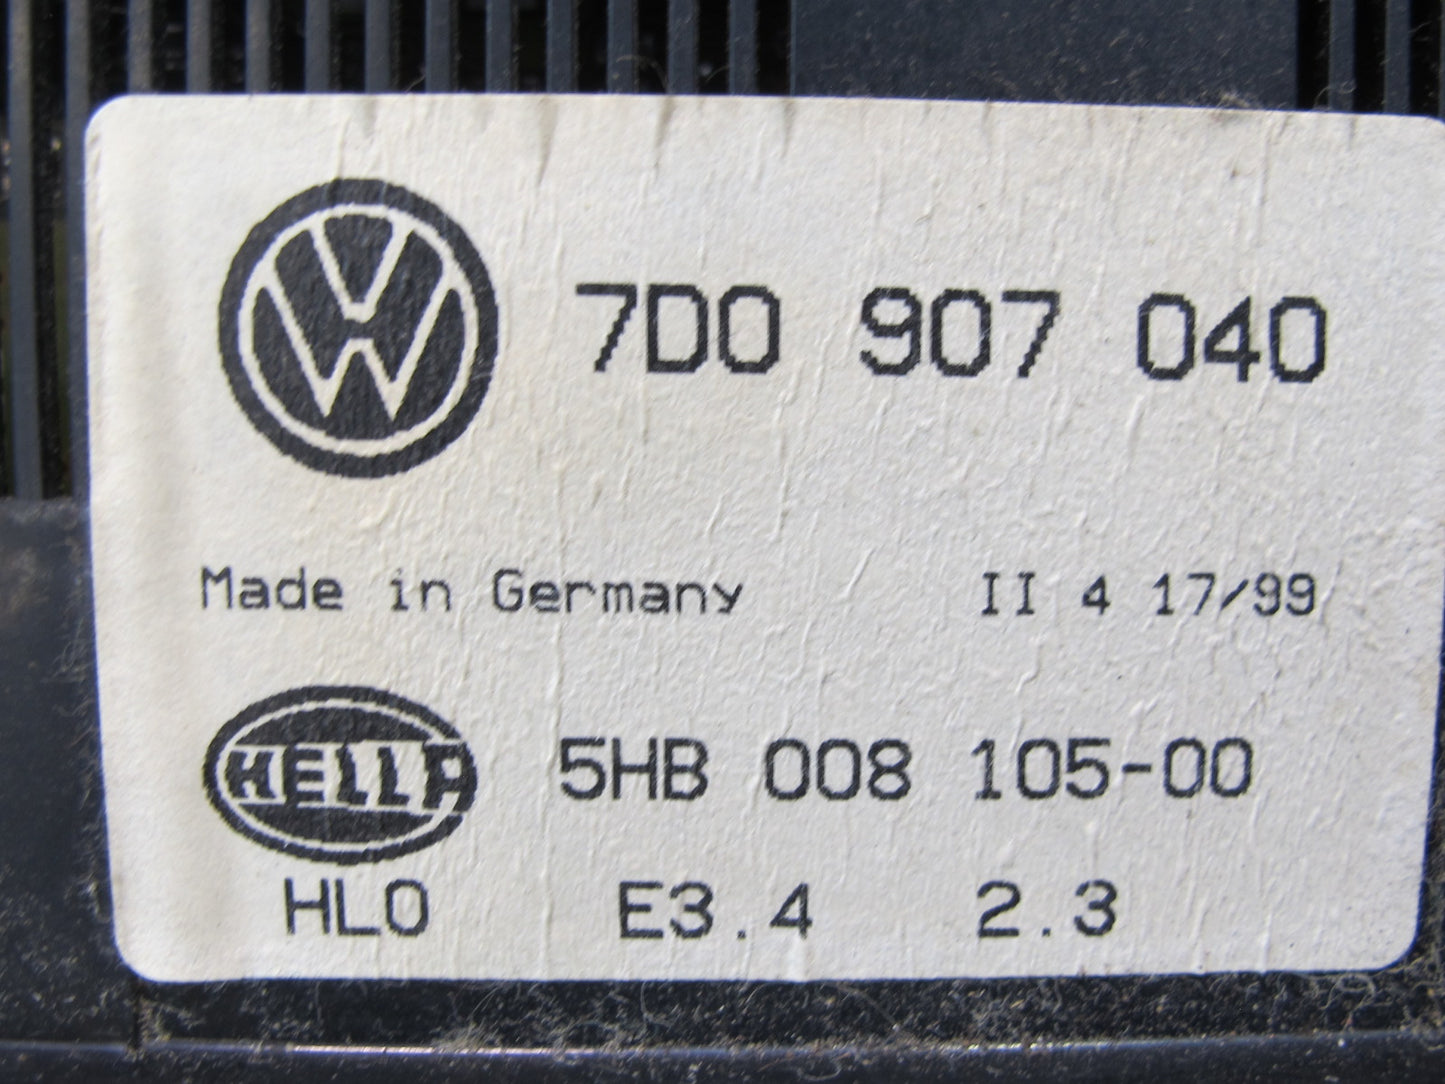 VW 7D0 907 040
Made in Germany II 4 17/99
HELLA 5HB 008 105-00
HLO E3.4 2.3